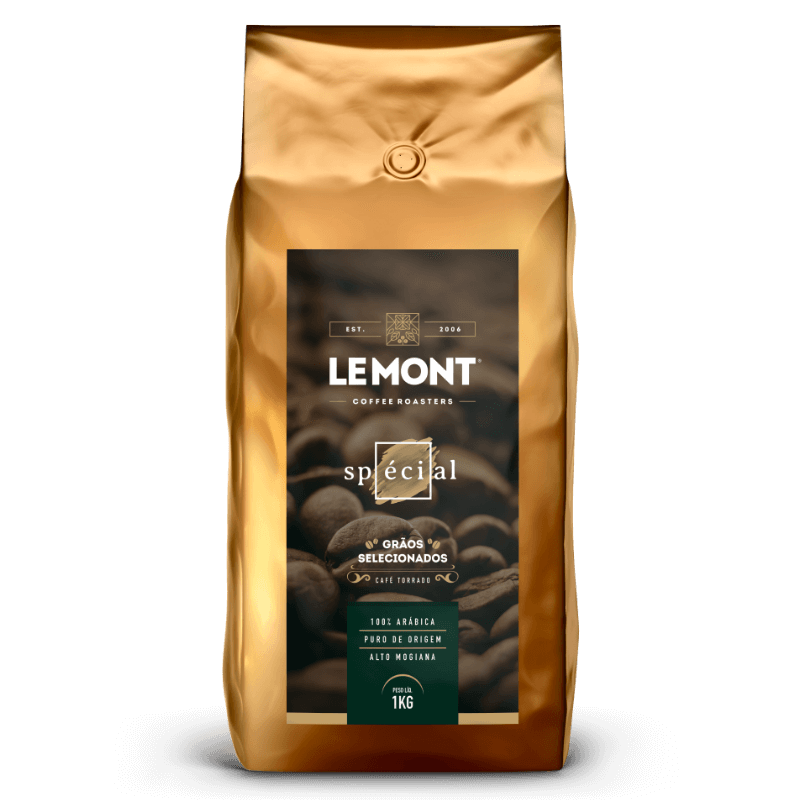 EST. 2006
LEMONT®
COFFEE ROASTERS
spécial
GRÃOS
SELECIONADOS
CAFÉ TORRADO
100% ARÁBICA
PURO DE ORIGEM
ALTO MOGIANA
PESO LÍQ.
1KG